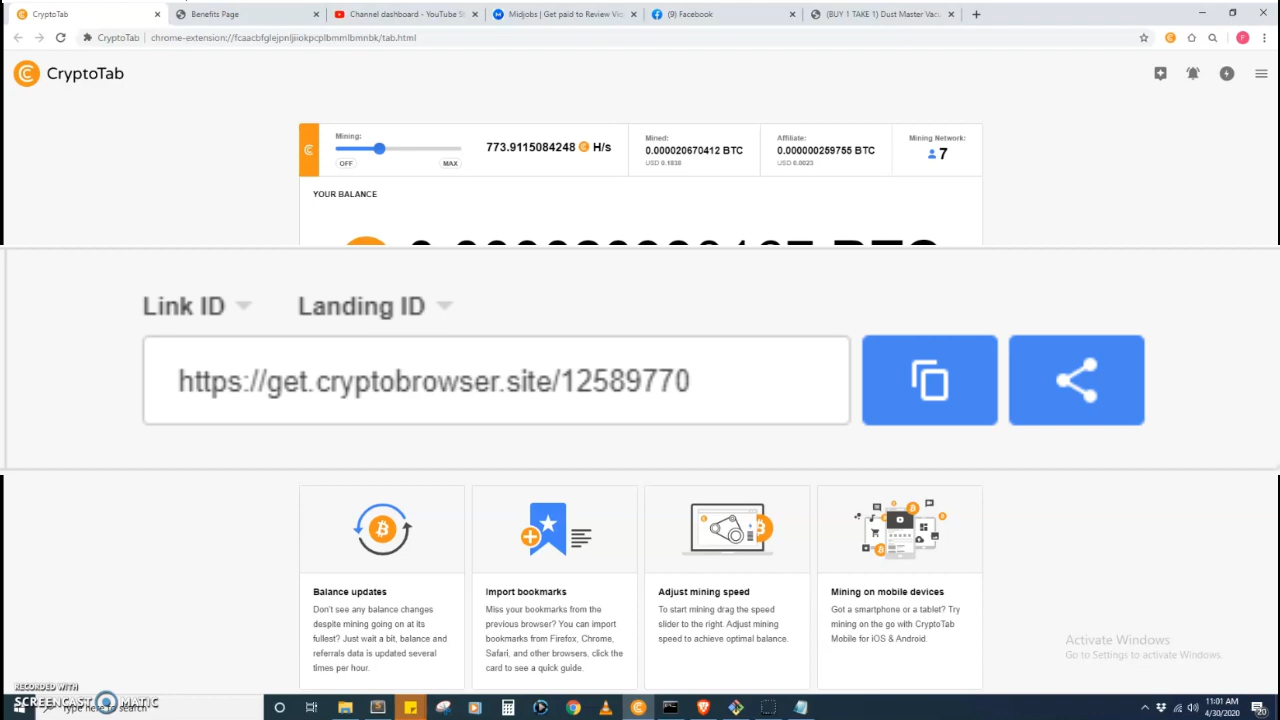 CryptoTab
Benefits Page
Channel dashboard - YouTube St
Midjobs | Get paid to Review Vid
(9) Facebook
(BUY 1 TAKE 1) Dust Master Vacu
CryptoTab
chrome-extension://fcaacbfglejpnljiiokpcplbmmlbmnbk/tab.html
F
CryptoTab
Mining:
OFF
MAX
773.9115084248 H/s
Mined:
0.000020670412 BTC
USD 0.1838
Affiliate:
0.000000259755 BTC
USD 0.0023
Mining Network:
7
YOUR BALANCE
Link ID
Landing ID
https://get.cryptobrowser.site/12589770
Balance updates
Don't see any balance changes
despite mining going on at its
fullest? Just wait a bit, balance and
referrals data is updated several
times per hour.
Import bookmarks
Miss your bookmarks from the
previous browser? You can import
bookmarks from Firefox, Chrome,
Safari, and other browsers, click the
card to see a quick guide.
Adjust mining speed
To start mining drag the speed
slider to the right. Adjust mining
speed to achieve optimal balance.
Mining on mobile devices
Got a smartphone or a tablet? Try
mining on the go with CryptoTab
Mobile for iOS & Android.
Activate Windows
Go to Settings to activate Windows.
RECORDED WITH
SCREENCAST MATIC
Type here to search
11:01 AM
4/30/2020
20